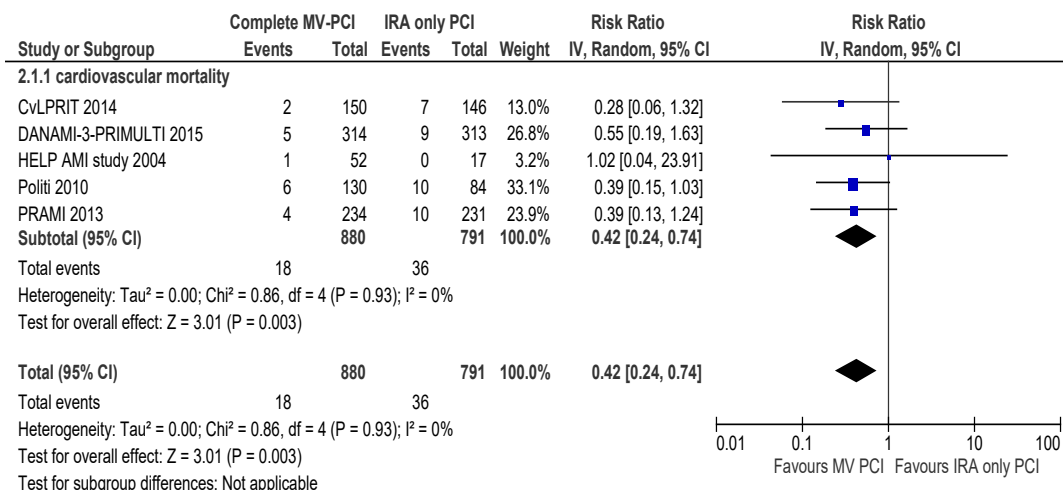 Complete MV-PCI IRA only PCI Risk Ratio Risk Ratio
Study or Subgroup Events Total Events Total Weight IV, Random, 95% CI IV, Random, 95% CI
2.1.1 cardiovascular mortality
CvLPRIT 2014 2 150 7 146 13.0% 0.28 [0.06, 1.32]
DANAMI-3-PRIMULTI 2015 5 314 9 313 26.8% 0.55 [0.19, 1.63]
HELP AMI study 2004 1 52 0 17 3.2% 1.02 [0.04, 23.91]
Politi 2010 6 130 10 84 33.1% 0.39 [0.15, 1.03]
PRAMI 2013 4 234 10 231 23.9% 0.39 [0.13, 1.24]
Subtotal (95% CI) 880 791 100.0% 0.42 [0.24, 0.74]
Total events 18 36
Heterogeneity: Tau² = 0.00; Chi² = 0.86, df = 4 (P = 0.93); I² = 0%
Test for overall effect: Z = 3.01 (P = 0.003)
Total (95% CI) 880 791 100.0% 0.42 [0.24, 0.74]
Total events 18 36
Heterogeneity: Tau² = 0.00; Chi² = 0.86, df = 4 (P = 0.93); I² = 0%
Test for overall effect: Z = 3.01 (P = 0.003)
Test for subgroup differences: Not applicable
0.01 0.1 1 10 100
Favours MV PCI Favours IRA only PCI